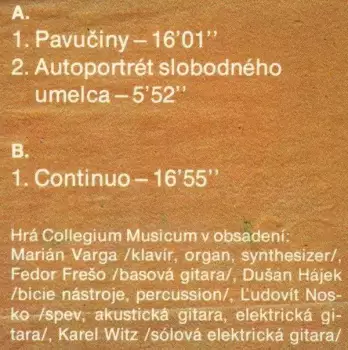 A.
1. Pavučiny – 16'01''
2. Autoportrét slobodného
umelca – 5'52''
B.
1. Continuo – 16'55''
Hrá Collegium Musicum v obsadení:
Marián Varga /klavír, organ, synthesizer/,
Fedor Frešo /basová gitara/, Dušan Hájek
/bicie nástroje, percussion/, Ľudovít Nos-
ko /spev, akustická gitara, elektrická gi-
tara/, Karel Witz /sólová elektrická gitara/